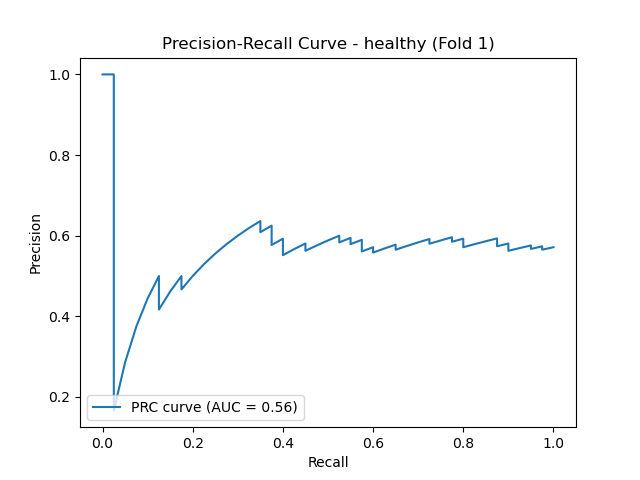 Precision-Recall Curve - healthy (Fold 1)
1.0
0.8
0.6
0.4
0.2
Precision
PRC curve (AUC = 0.56)
0.0 0.2 0.4 0.6 0.8 1.0
Recall